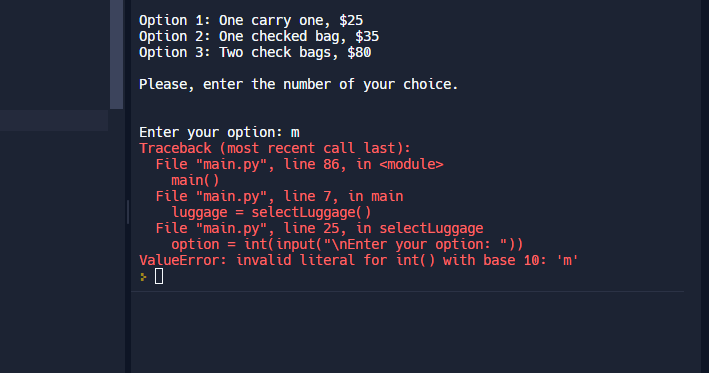 Option 1: One carry one, $25
Option 2: One checked bag, $35
Option 3: Two check bags, $80
Please, enter the number of your choice.
Enter your option: m
Traceback (most recent call last):
  File "main.py", line 86, in <module>
    main()
  File "main.py", line 7, in main
    luggage = selectLuggage()
  File "main.py", line 25, in selectLuggage
    option = int(input("\nEnter your option: "))
ValueError: invalid literal for int() with base 10: 'm'